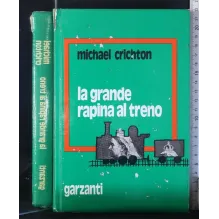 michael crichton
la grande
rapina al treno
garzanti